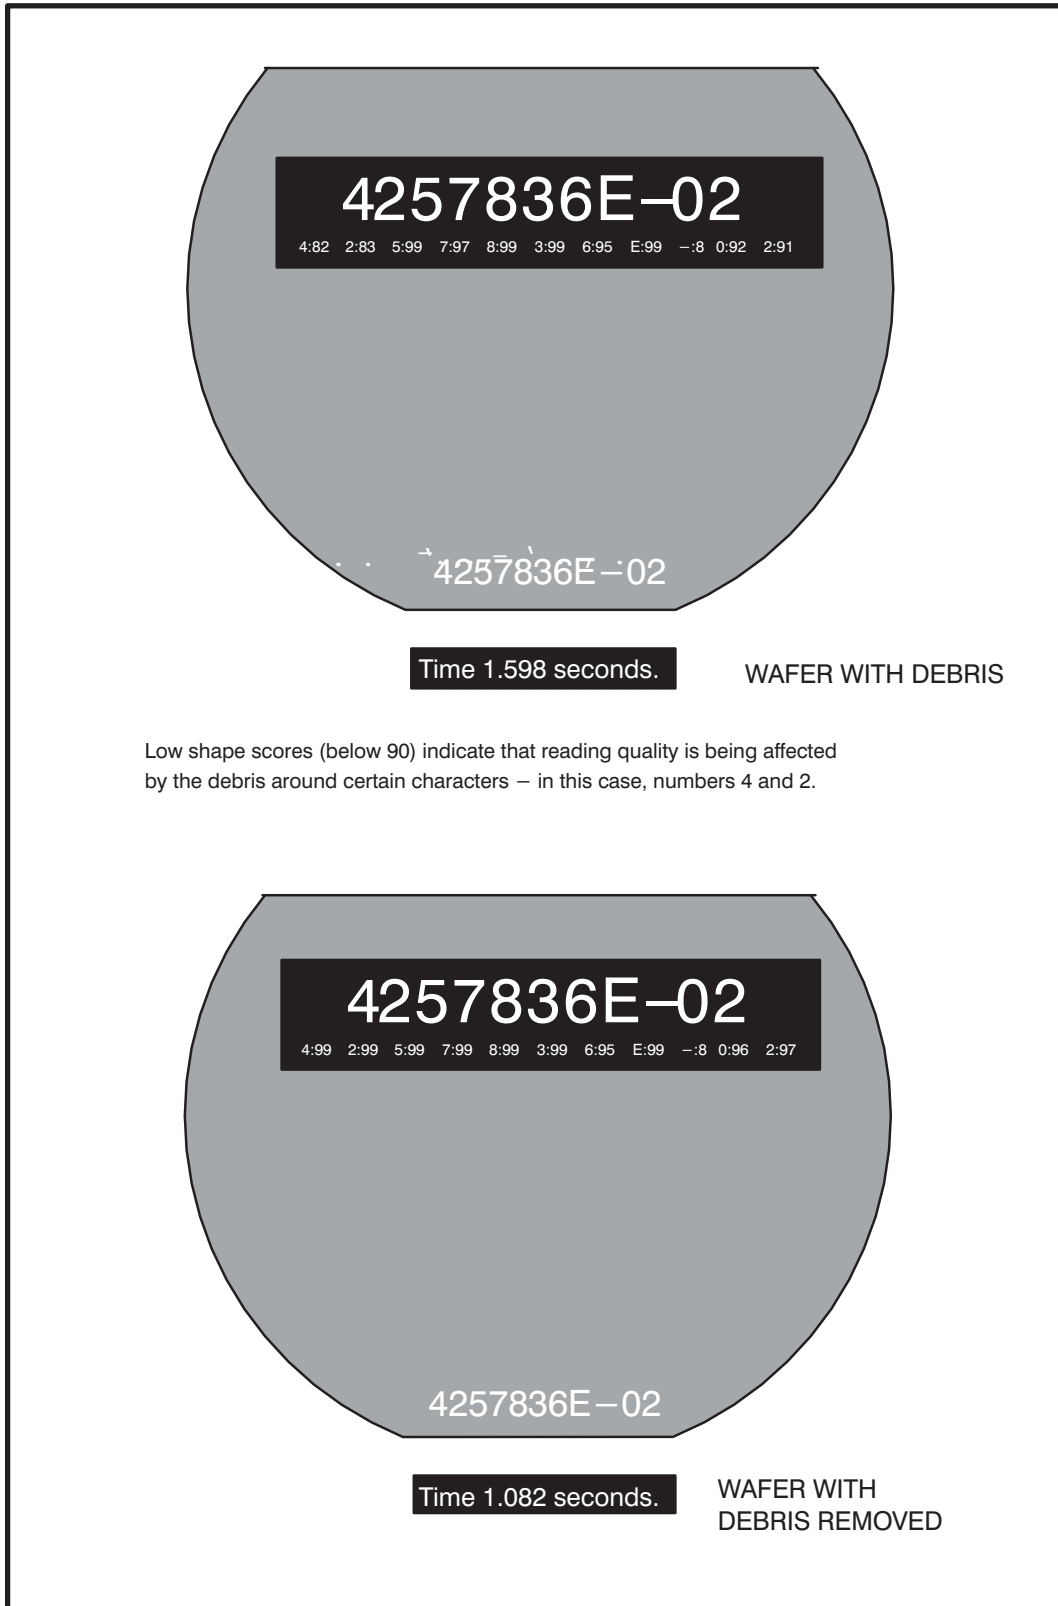 4257836E–02
4:82 2:83 5:99 7:97 8:99 3:99 6:95 E:99 –:8 0:92 2:91
4257836E–02
Time 1.598 seconds.
WAFER WITH DEBRIS
Low shape scores (below 90) indicate that reading quality is being affected
by the debris around certain characters – in this case, numbers 4 and 2.
4257836E–02
4:99 2:99 5:99 7:99 8:99 3:99 6:95 E:99 –:8 0:96 2:97
4257836E–02
Time 1.082 seconds.
WAFER WITH
DEBRIS REMOVED